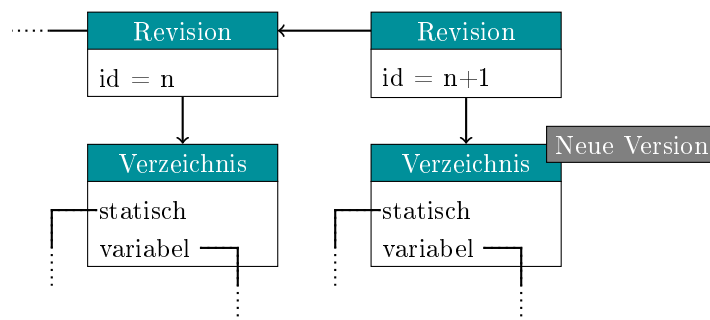 Revision
id = n
Revision
id = n+1
Verzeichnis
statisch
variabel
Verzeichnis
statisch
variabel
Neue Version